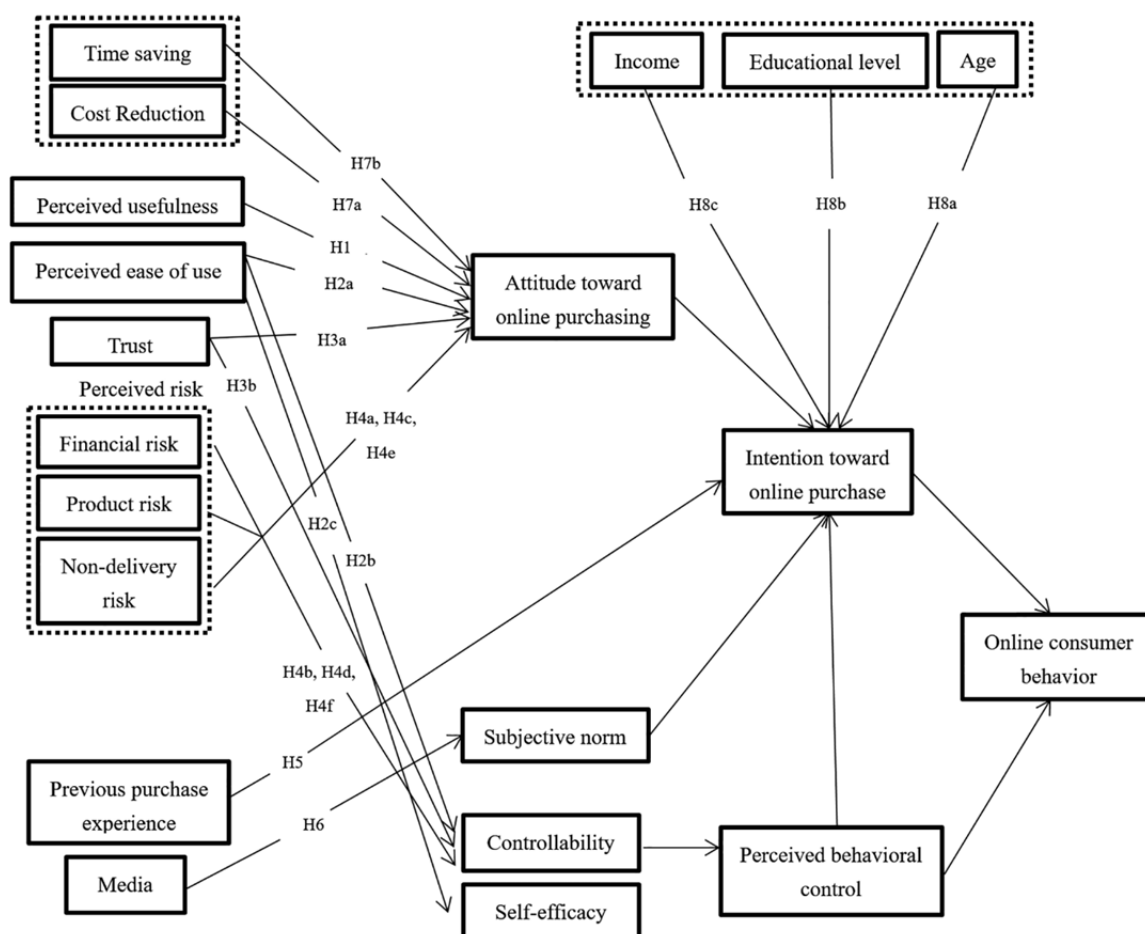 Time saving
Cost Reduction
Income
Educational level
Age
H7b
H7a
H8c
H8b
H8a
Perceived usefulness
H1
Perceived ease of use
H2a
Attitude toward
online purchasing
Trust
H3a
Perceived risk
H3b
Financial risk
H4a, H4c,
H4e
Product risk
Intention toward
online purchase
H2c
H2b
Non-delivery
risk
Online consumer
behavior
H4b, H4d,
H4f
Subjective norm
H5
Previous purchase
experience
H6
Controllability
Perceived behavioral
control
Media
Self-efficacy